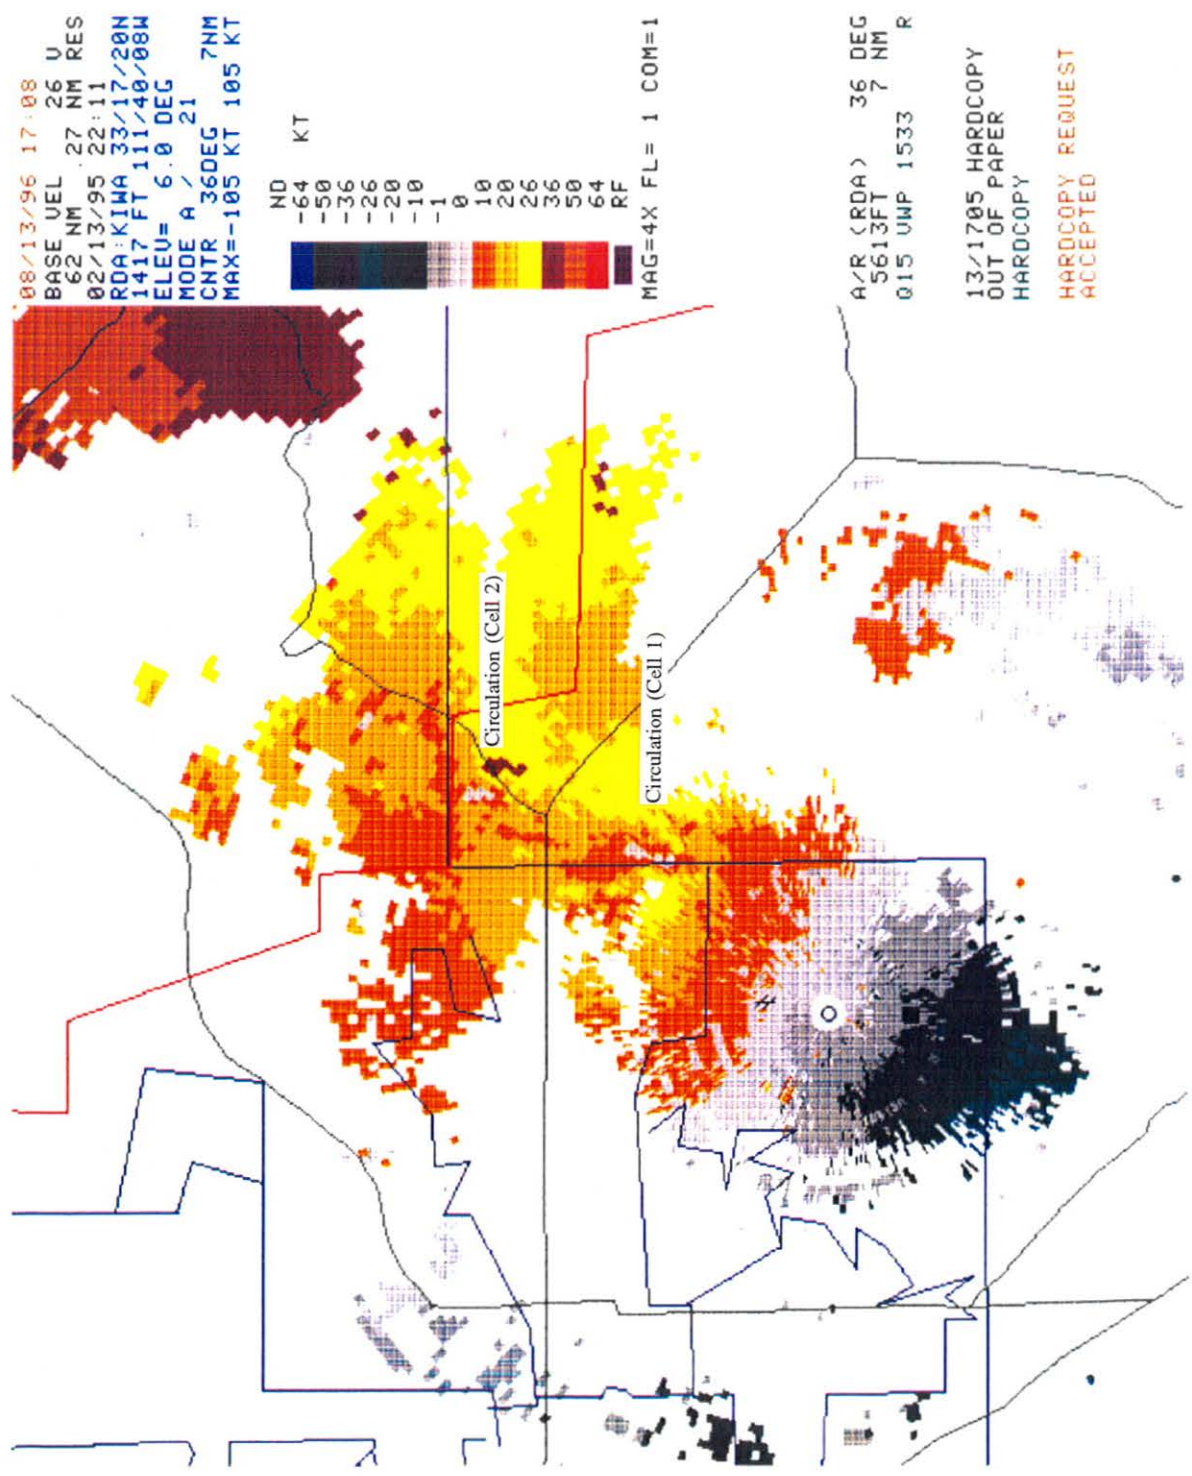 08/13/96 17:08
BASE VEL 26 V
62 NM .27 NM RES
02/13/95 22:11
RDA:KIWA 33/17/20N
1417 FT 111/40/08W
ELEV= 6.0 DEG
MODE A / 21
CNTR 36DEG 7NM
MAX=-105 KT 105 KT
KT
ND
-64
-50
-36
-26
-20
-10
-1
0
10
20
26
36
50
64
RF
MAG=4X FL= 1 COM=1
A/R (RDA) 36 DEG
5613FT 7 NM
Q15 VWP 1533 R
13/1705 HARDCOPY
OUT OF PAPER
HARDCOPY
HARDCOPY REQUEST
ACCEPTED
Circulation (Cell 2)
Circulation (Cell 1)